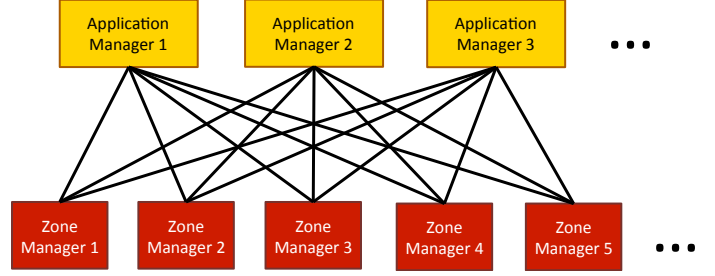 Application
Manager 1
Application
Manager 2
Application
Manager 3
...
Zone
Manager 1
Zone
Manager 2
Zone
Manager 3
Zone
Manager 4
Zone
Manager 5
...